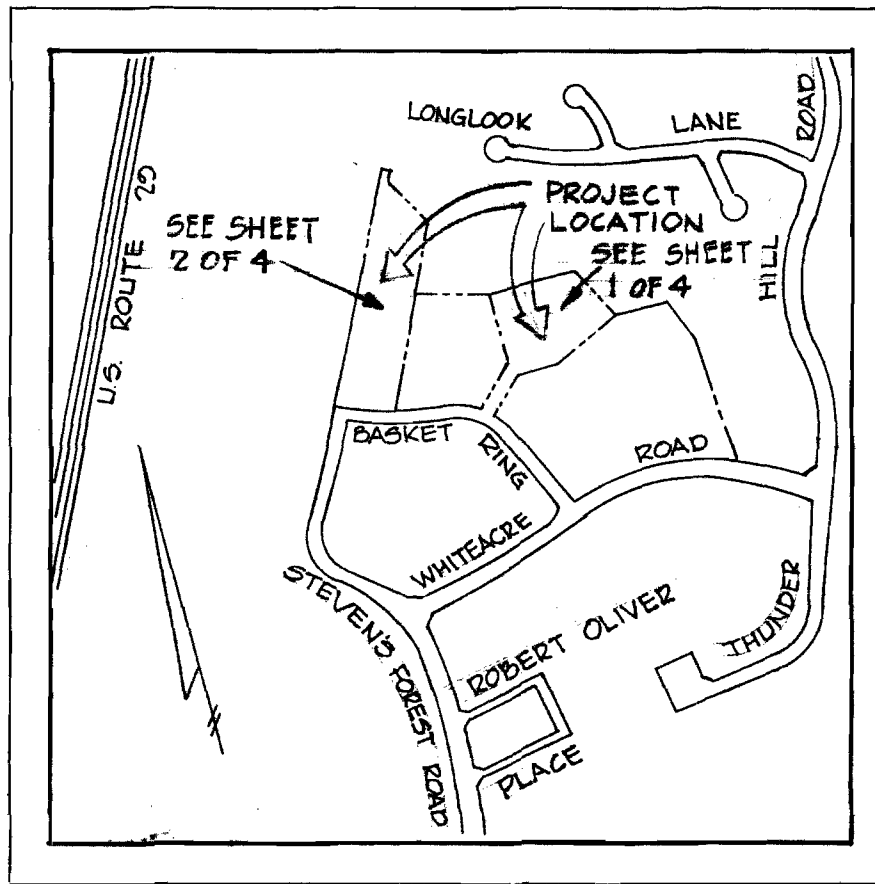 LONGLOOK LANE
ROAD
U.S. ROUTE 29
SEE SHEET
2 OF 4
PROJECT
LOCATION
SEE SHEET
1 OF 4
HILL
BASKET
RING
ROAD
WHITEACRE
STEVEN'S FOREST ROAD
ROBERT OLIVER
THUNDER
PLACE